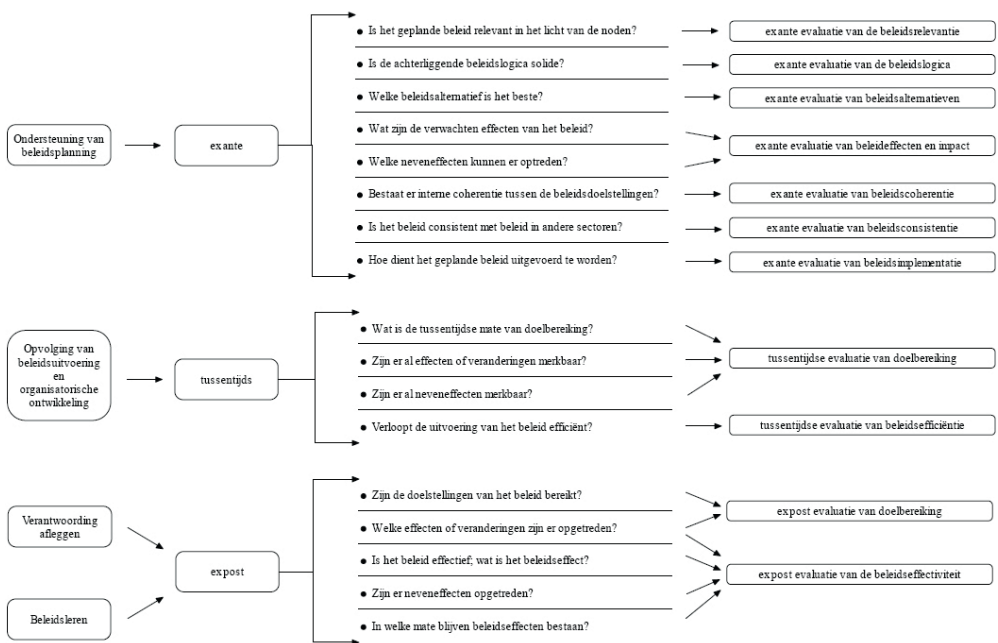 Ondersteuning van
beleidsplanning
exante
● Is het geplande beleid relevant in het licht van de noden?
● Is de achterliggende beleidslogica solide?
● Welke beleidsalternatief is het beste?
● Wat zijn de verwachten effecten van het beleid?
● Welke neveneffecten kunnen er optreden?
● Bestaat er interne coherentie tussen de beleidsdoelstellingen?
● Is het beleid consistent met beleid in andere sectoren?
● Hoe dient het geplande beleid uitgevoerd te worden?
exante evaluatie van de beleidsrelevantie
exante evaluatie van de beleidslogica
exante evaluatie van beleidsalternatieven
exante evaluatie van beleideffecten en impact
exante evaluatie van beleidscoherentie
exante evaluatie van beleidsconsistentie
exante evaluatie van beleidsimplementatie
Opvolging van
beleidsuitvoering
en
organisatorische
ontwikkeling
tussentijds
● Wat is de tussentijdse mate van doelbereiking?
● Zijn er al effecten of veranderingen merkbaar?
● Zijn er al neveneffecten merkbaar?
● Verloopt de uitvoering van het beleid efficiënt?
tussentijdse evaluatie van doelbereiking
tussentijdse evaluatie van beleidsefficiëntie
Verantwoording
afleggen
Beleidsleren
expost
● Zijn de doelstellingen van het beleid bereikt?
● Welke effecten of veranderingen zijn er opgetreden?
● Is het beleid effectief; wat is het beleidseffect?
● Zijn er neveneffecten opgetreden?
● In welke mate blijven beleidseffecten bestaan?
expost evaluatie van doelbereiking
expost evaluatie van de beleidseffectiviteit